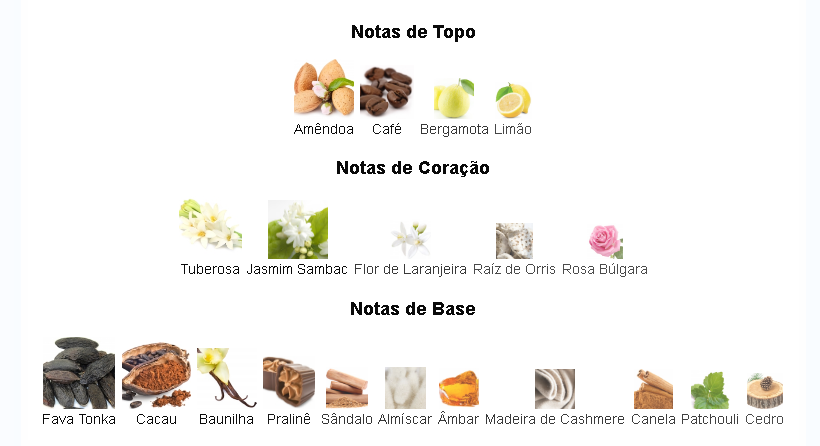 Notas de Topo
Amêndoa Café Bergamota Limão
Notas de Coração
Tuberosa Jasmim Sambac Flor de Laranjeira Raíz de Orris Rosa Búlgara
Notas de Base
Fava Tonka Cacau Baunilha Pralinê Sândalo Almíscar Âmbar Madeira de Cashmere Canela Patchouli Cedro